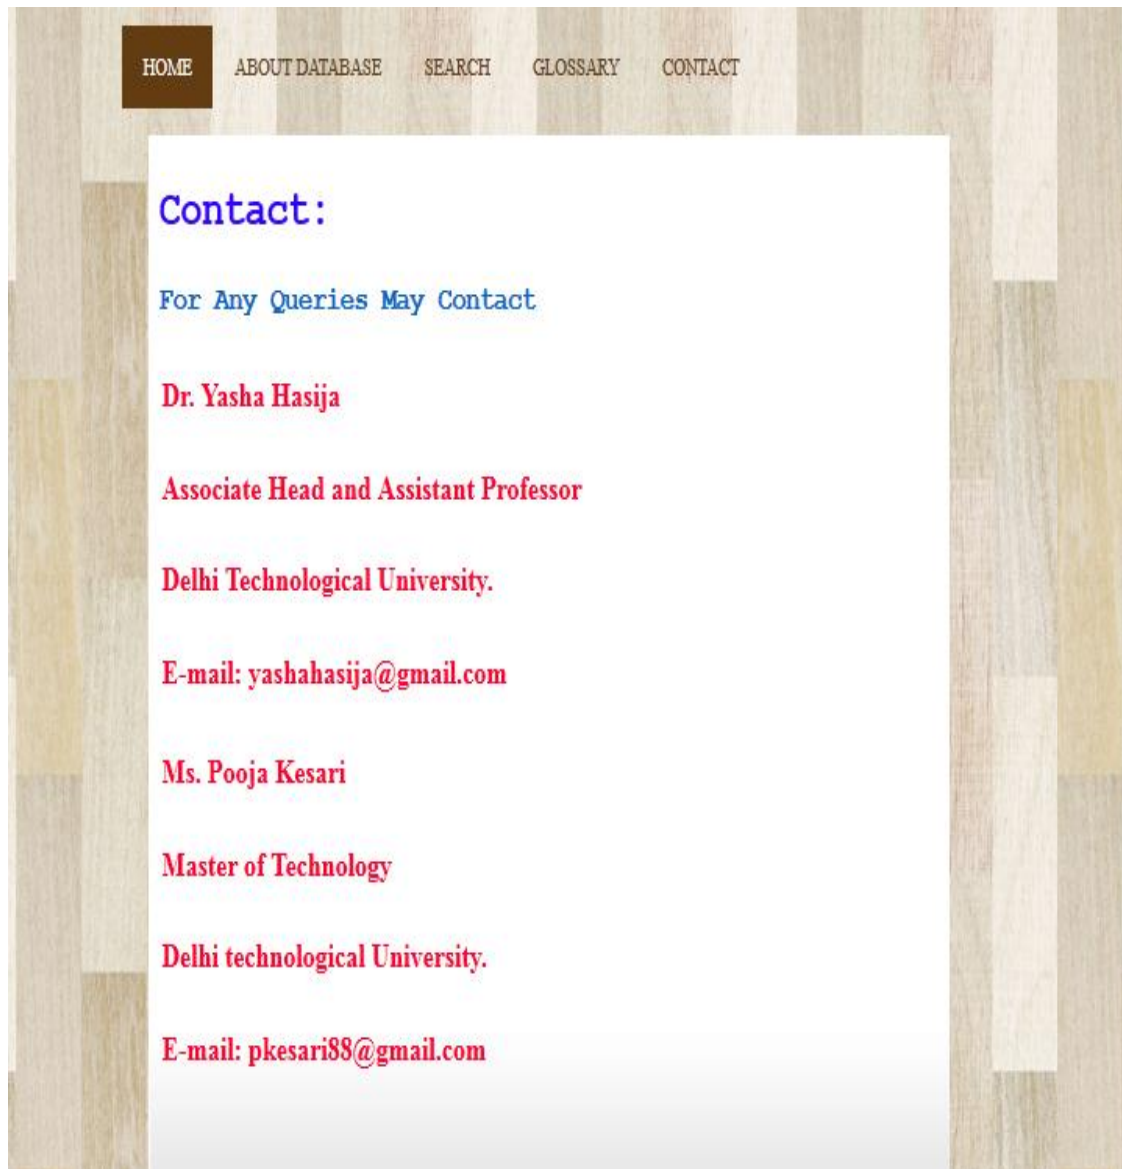 HOME ABOUT DATABASE SEARCH GLOSSARY CONTACT
Contact:
For Any Queries May Contact
Dr. Yasha Hasija
Associate Head and Assistant Professor
Delhi Technological University.
E-mail: yashahasija@gmail.com
Ms. Pooja Kesari
Master of Technology
Delhi technological University.
E-mail: pkesari88@gmail.com